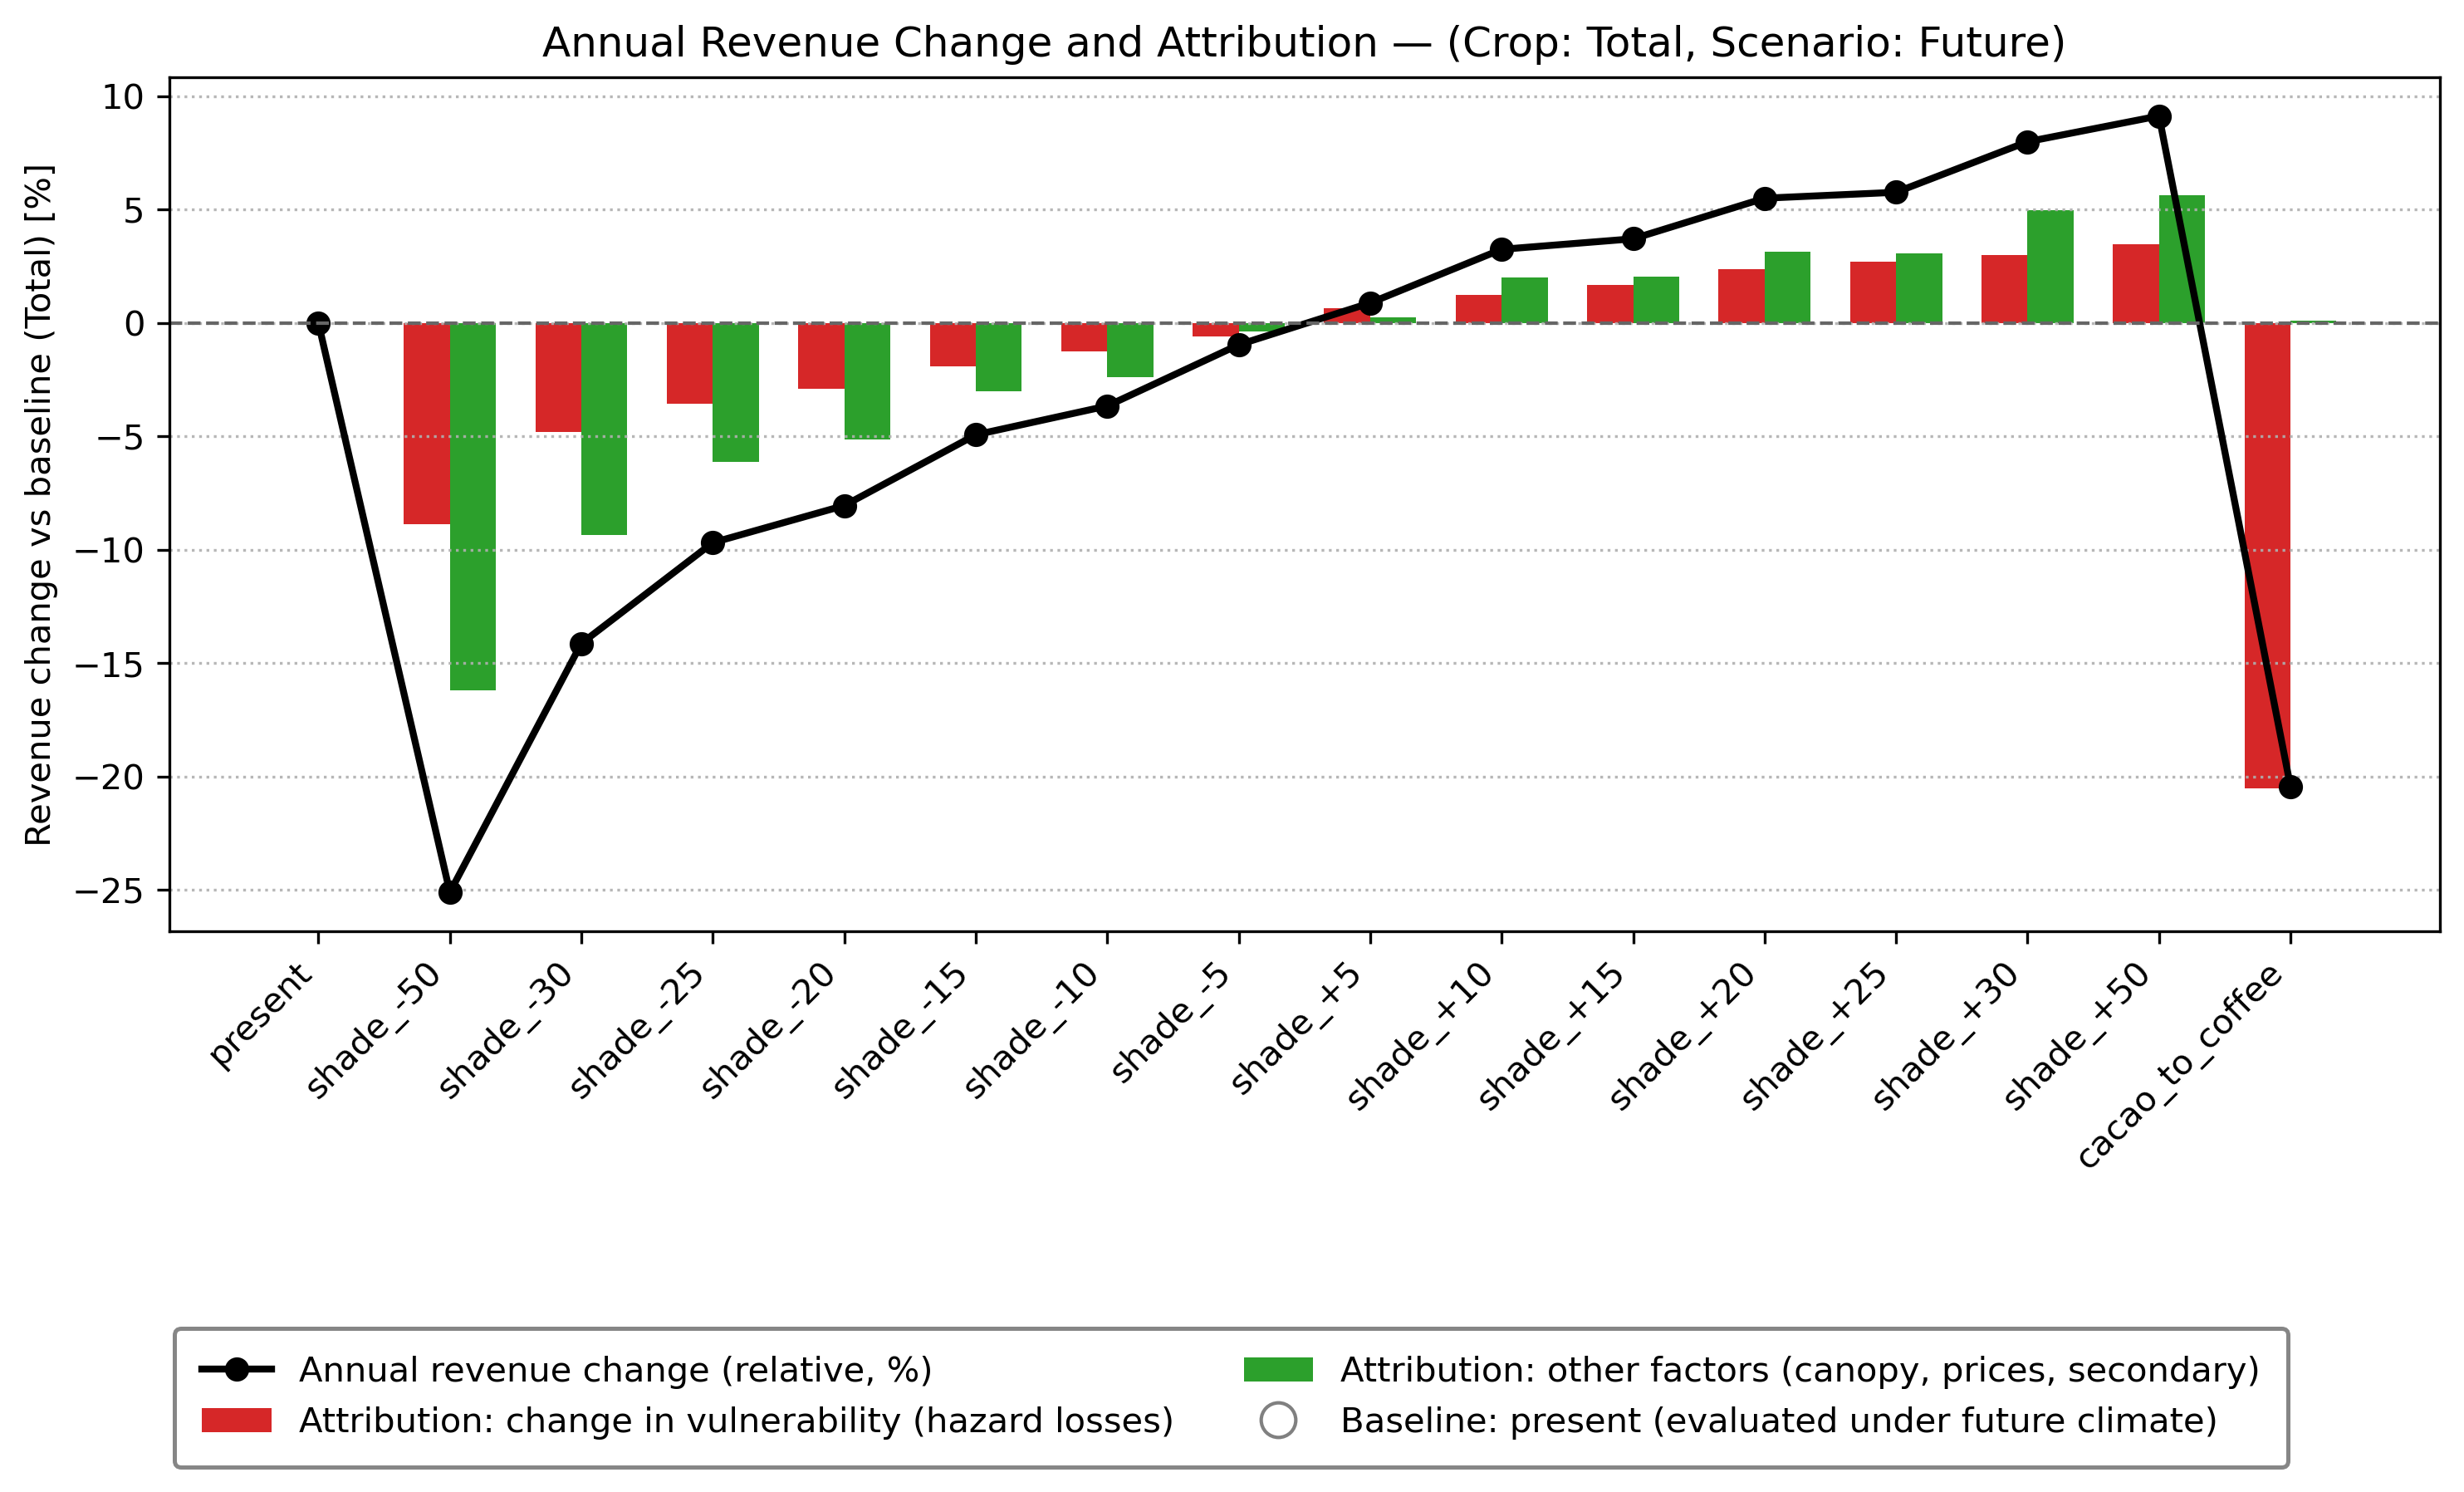 Annual Revenue Change and Attribution — (Crop: Total, Scenario: Future)
Revenue change vs baseline (Total) [%]
10
5
0
−5
−10
−15
−20
−25
present
shade_-50
shade_-30
shade_-25
shade_-20
shade_-15
shade_-10
shade_-5
shade_+5
shade_+10
shade_+15
shade_+20
shade_+25
shade_+30
shade_+50
cacao_to_coffee
Annual revenue change (relative, %)
Attribution: change in vulnerability (hazard losses)
Attribution: other factors (canopy, prices, secondary)
Baseline: present (evaluated under future climate)